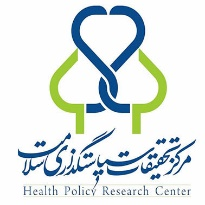 مرکز تحقیقات سیاستگذاری سلامت
Health Policy Research Center